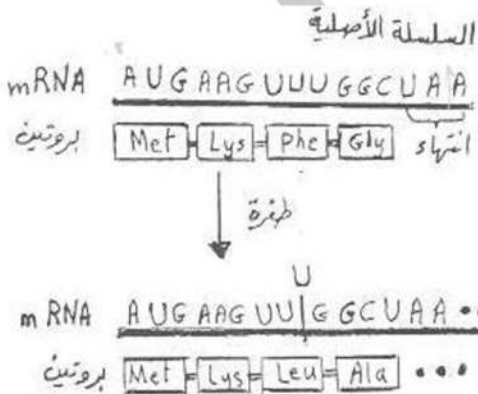 السلسلة الأصلية
mRNA AUGAAGUUUGGCUAA
بروتين Met Lys Phe Gly انتهاء
طفرة
U
mRNA AUGAAGUUGGCUAA
بروتين Met Lys Leu Ala